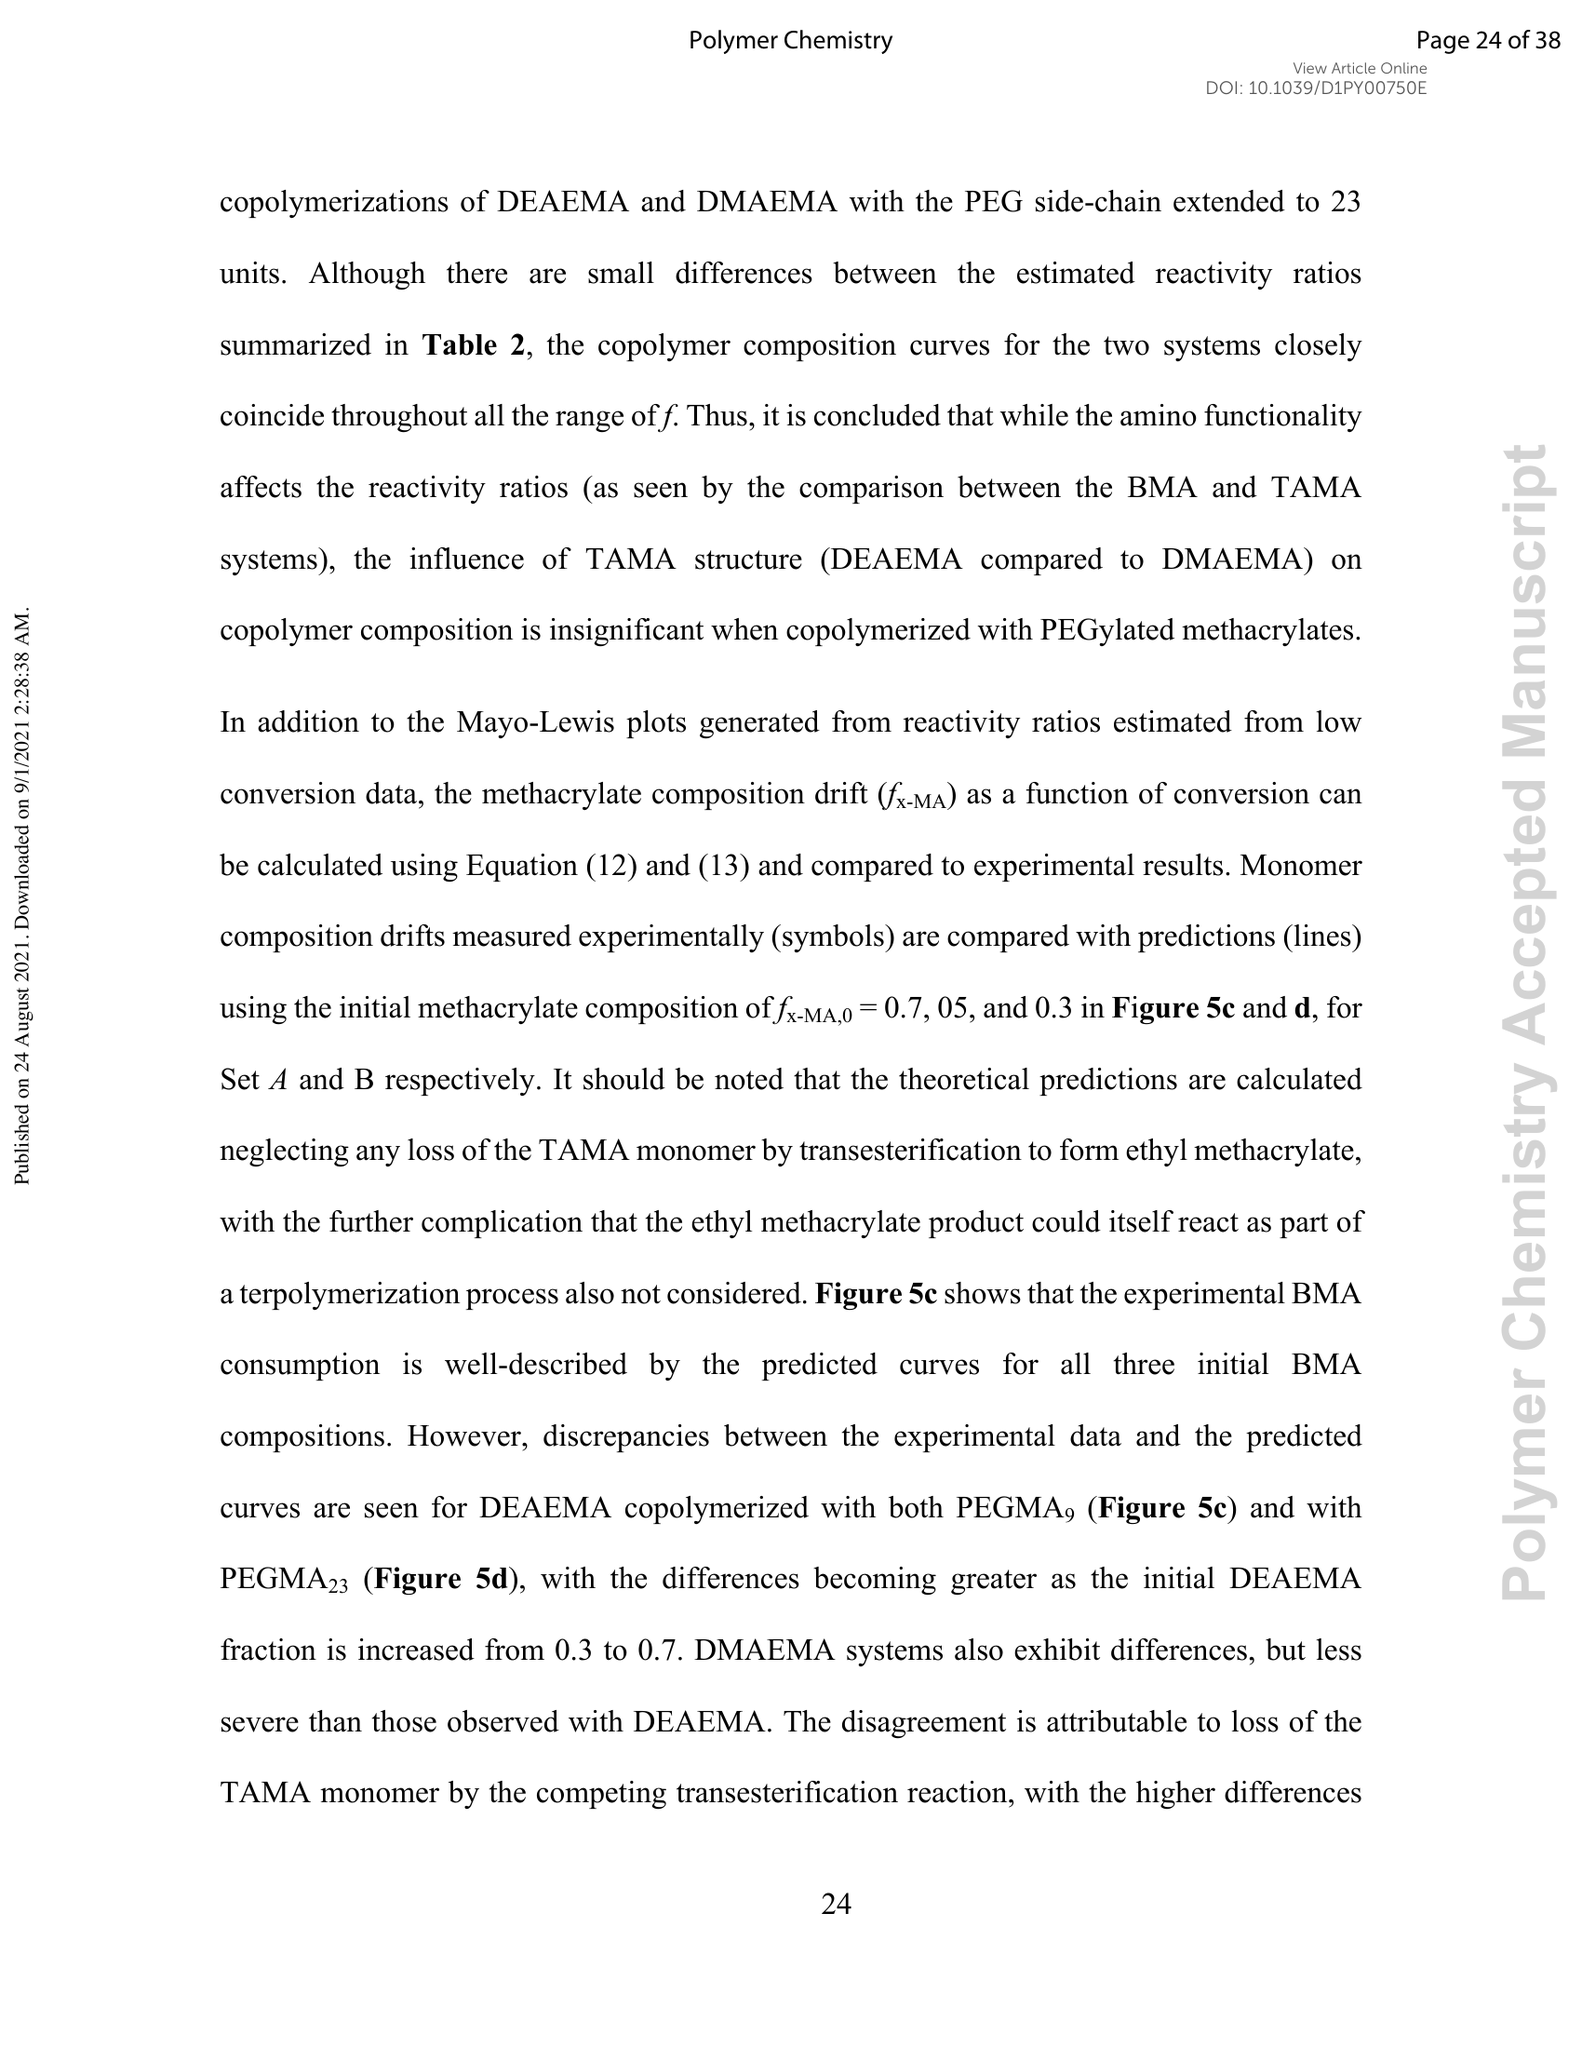 Polymer Chemistry
Page 24 of 38
View Article Online
DOI: 10.1039/D1PY00750E
copolymerizations of DEAEMA and DMAEMA with the PEG side-chain extended to 23
units. Although there are small differences between the estimated reactivity ratios
summarized in Table 2, the copolymer composition curves for the two systems closely
coincide throughout all the range of f. Thus, it is concluded that while the amino functionality
affects the reactivity ratios (as seen by the comparison between the BMA and TAMA
systems), the influence of TAMA structure (DEAEMA compared to DMAEMA) on
copolymer composition is insignificant when copolymerized with PEGylated methacrylates.
In addition to the Mayo-Lewis plots generated from reactivity ratios estimated from low
conversion data, the methacrylate composition drift (fx-MA) as a function of conversion can
be calculated using Equation (12) and (13) and compared to experimental results. Monomer
composition drifts measured experimentally (symbols) are compared with predictions (lines)
using the initial methacrylate composition of fx-MA,0 = 0.7, 05, and 0.3 in Figure 5c and d, for
Set A and B respectively. It should be noted that the theoretical predictions are calculated
neglecting any loss of the TAMA monomer by transesterification to form ethyl methacrylate,
with the further complication that the ethyl methacrylate product could itself react as part of
a terpolymerization process also not considered. Figure 5c shows that the experimental BMA
consumption is well-described by the predicted curves for all three initial BMA
compositions. However, discrepancies between the experimental data and the predicted
curves are seen for DEAEMA copolymerized with both PEGMA9 (Figure 5c) and with
PEGMA23 (Figure 5d), with the differences becoming greater as the initial DEAEMA
fraction is increased from 0.3 to 0.7. DMAEMA systems also exhibit differences, but less
severe than those observed with DEAEMA. The disagreement is attributable to loss of the
TAMA monomer by the competing transesterification reaction, with the higher differences
24
Published on 24 August 2021. Downloaded on 9/1/2021 2:28:38 AM.
Polymer Chemistry Accepted Manuscript